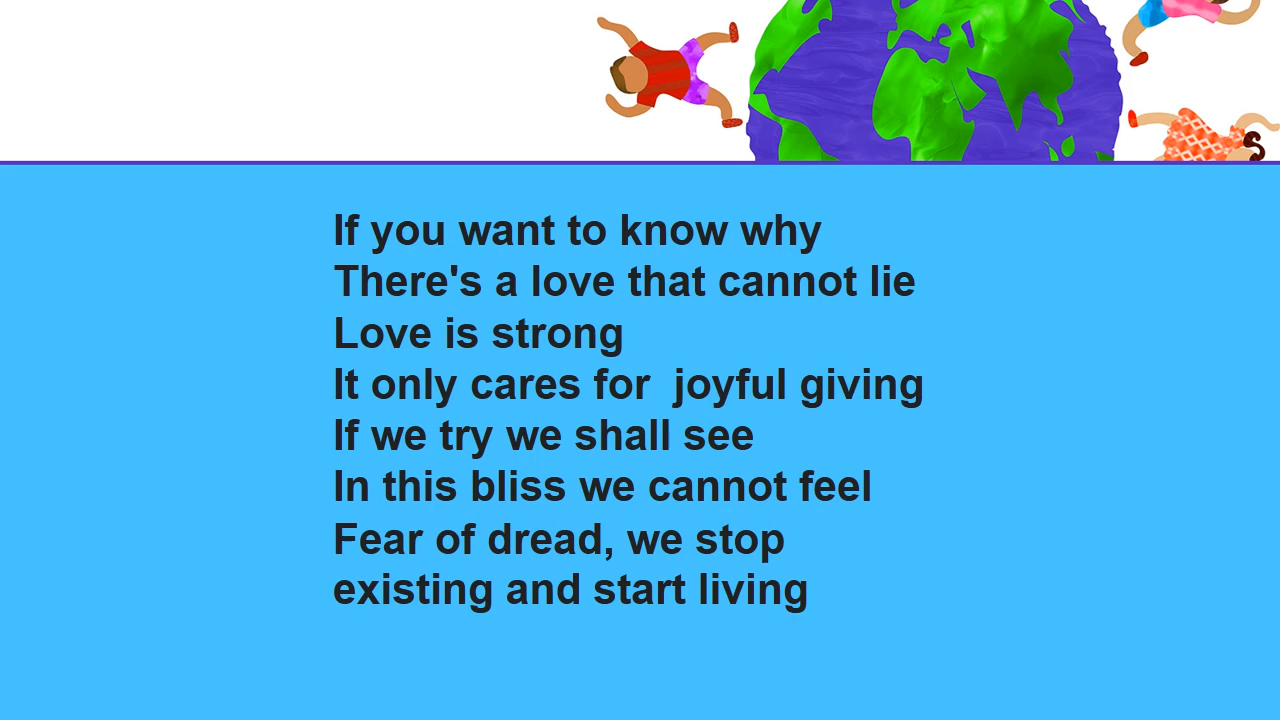 If you want to know why
There's a love that cannot lie
Love is strong
It only cares for  joyful giving
If we try we shall see
In this bliss we cannot feel
Fear of dread, we stop
existing and start living